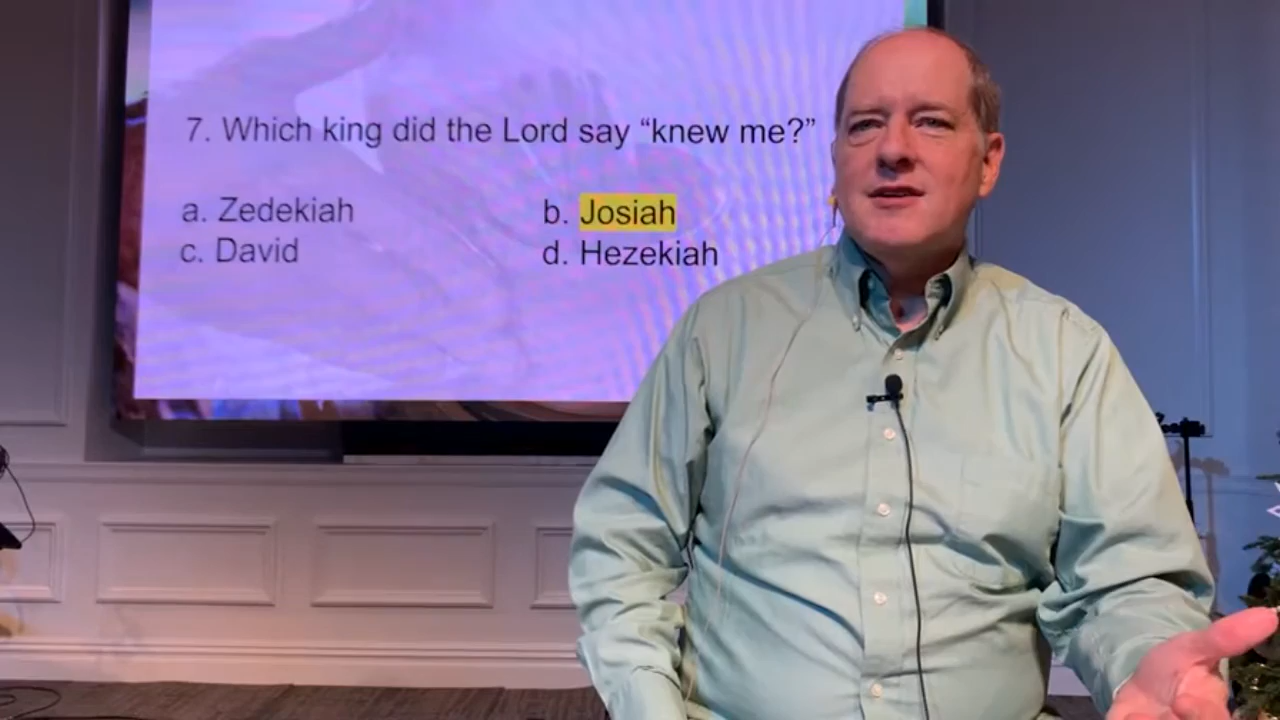 7. Which king did the Lord say “knew me?”
a. Zedekiah b. Josiah
c. David d. Hezekiah